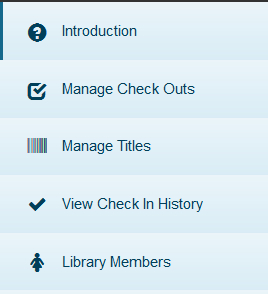 Introduction
Manage Check Outs
Manage Titles
View Check In History
Library Members